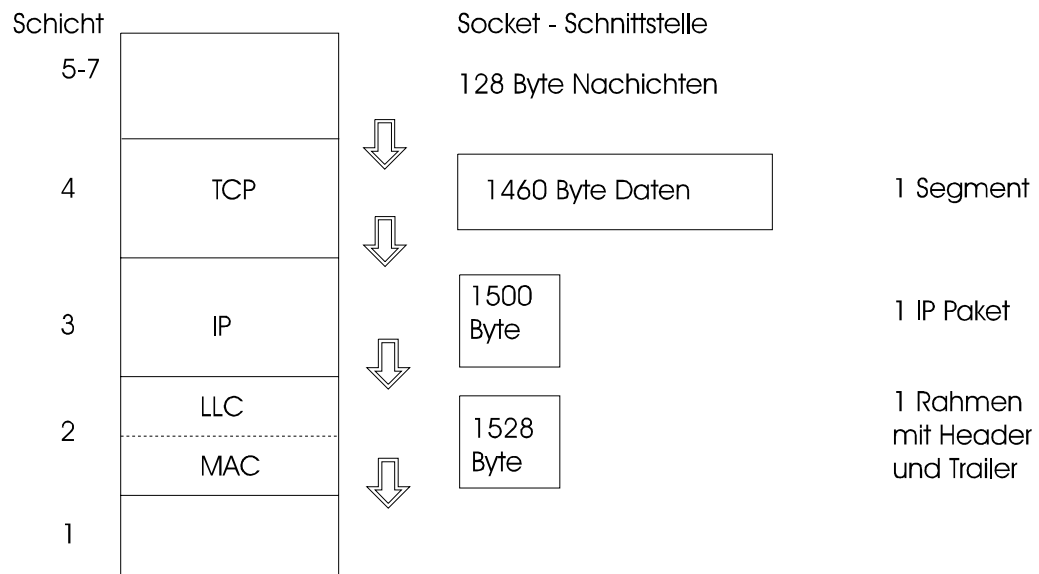 Schicht
Socket - Schnittstelle
5-7
128 Byte Nachichten
4
TCP
1460 Byte Daten
1 Segment
3
IP
1500
Byte
1 IP Paket
2
LLC
MAC
1528
Byte
1 Rahmen
mit Header
und Trailer
1